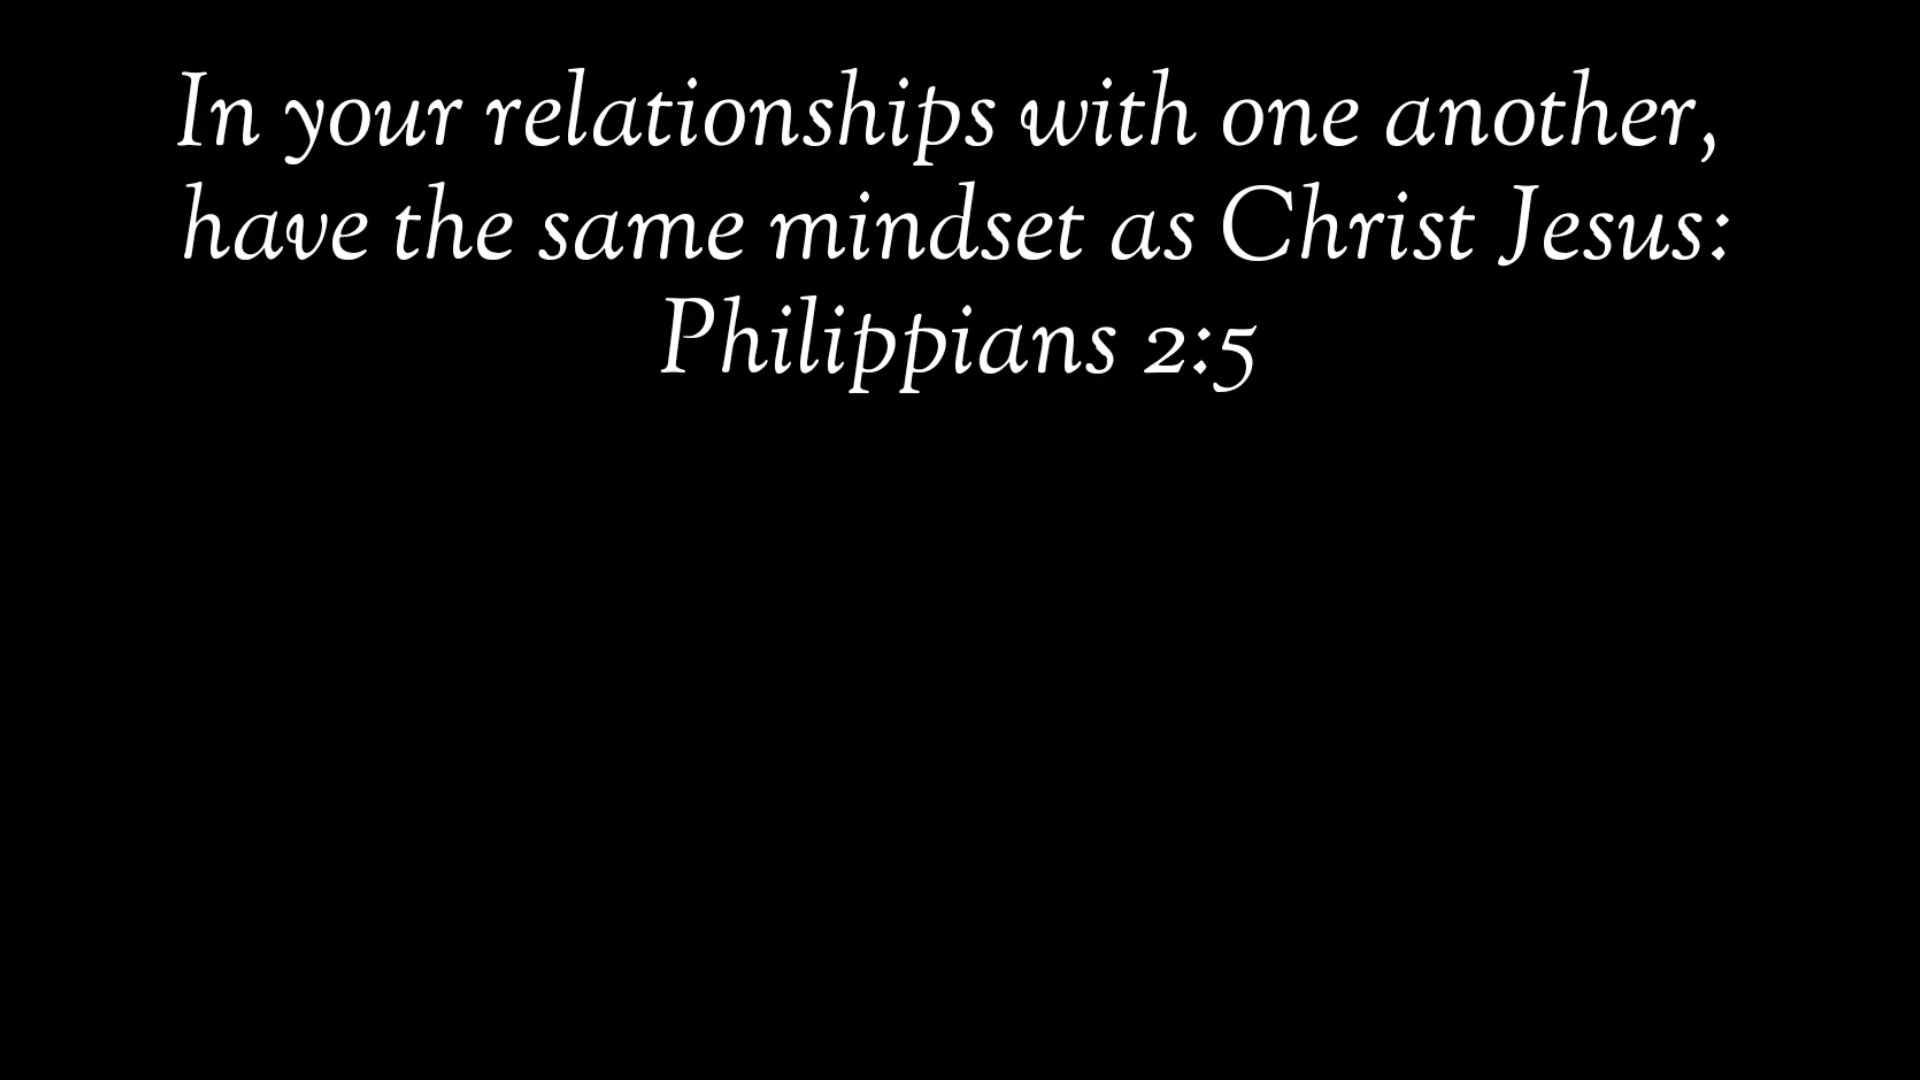 In your relationships with one another,
have the same mindset as Christ Jesus:
Philippians 2:5